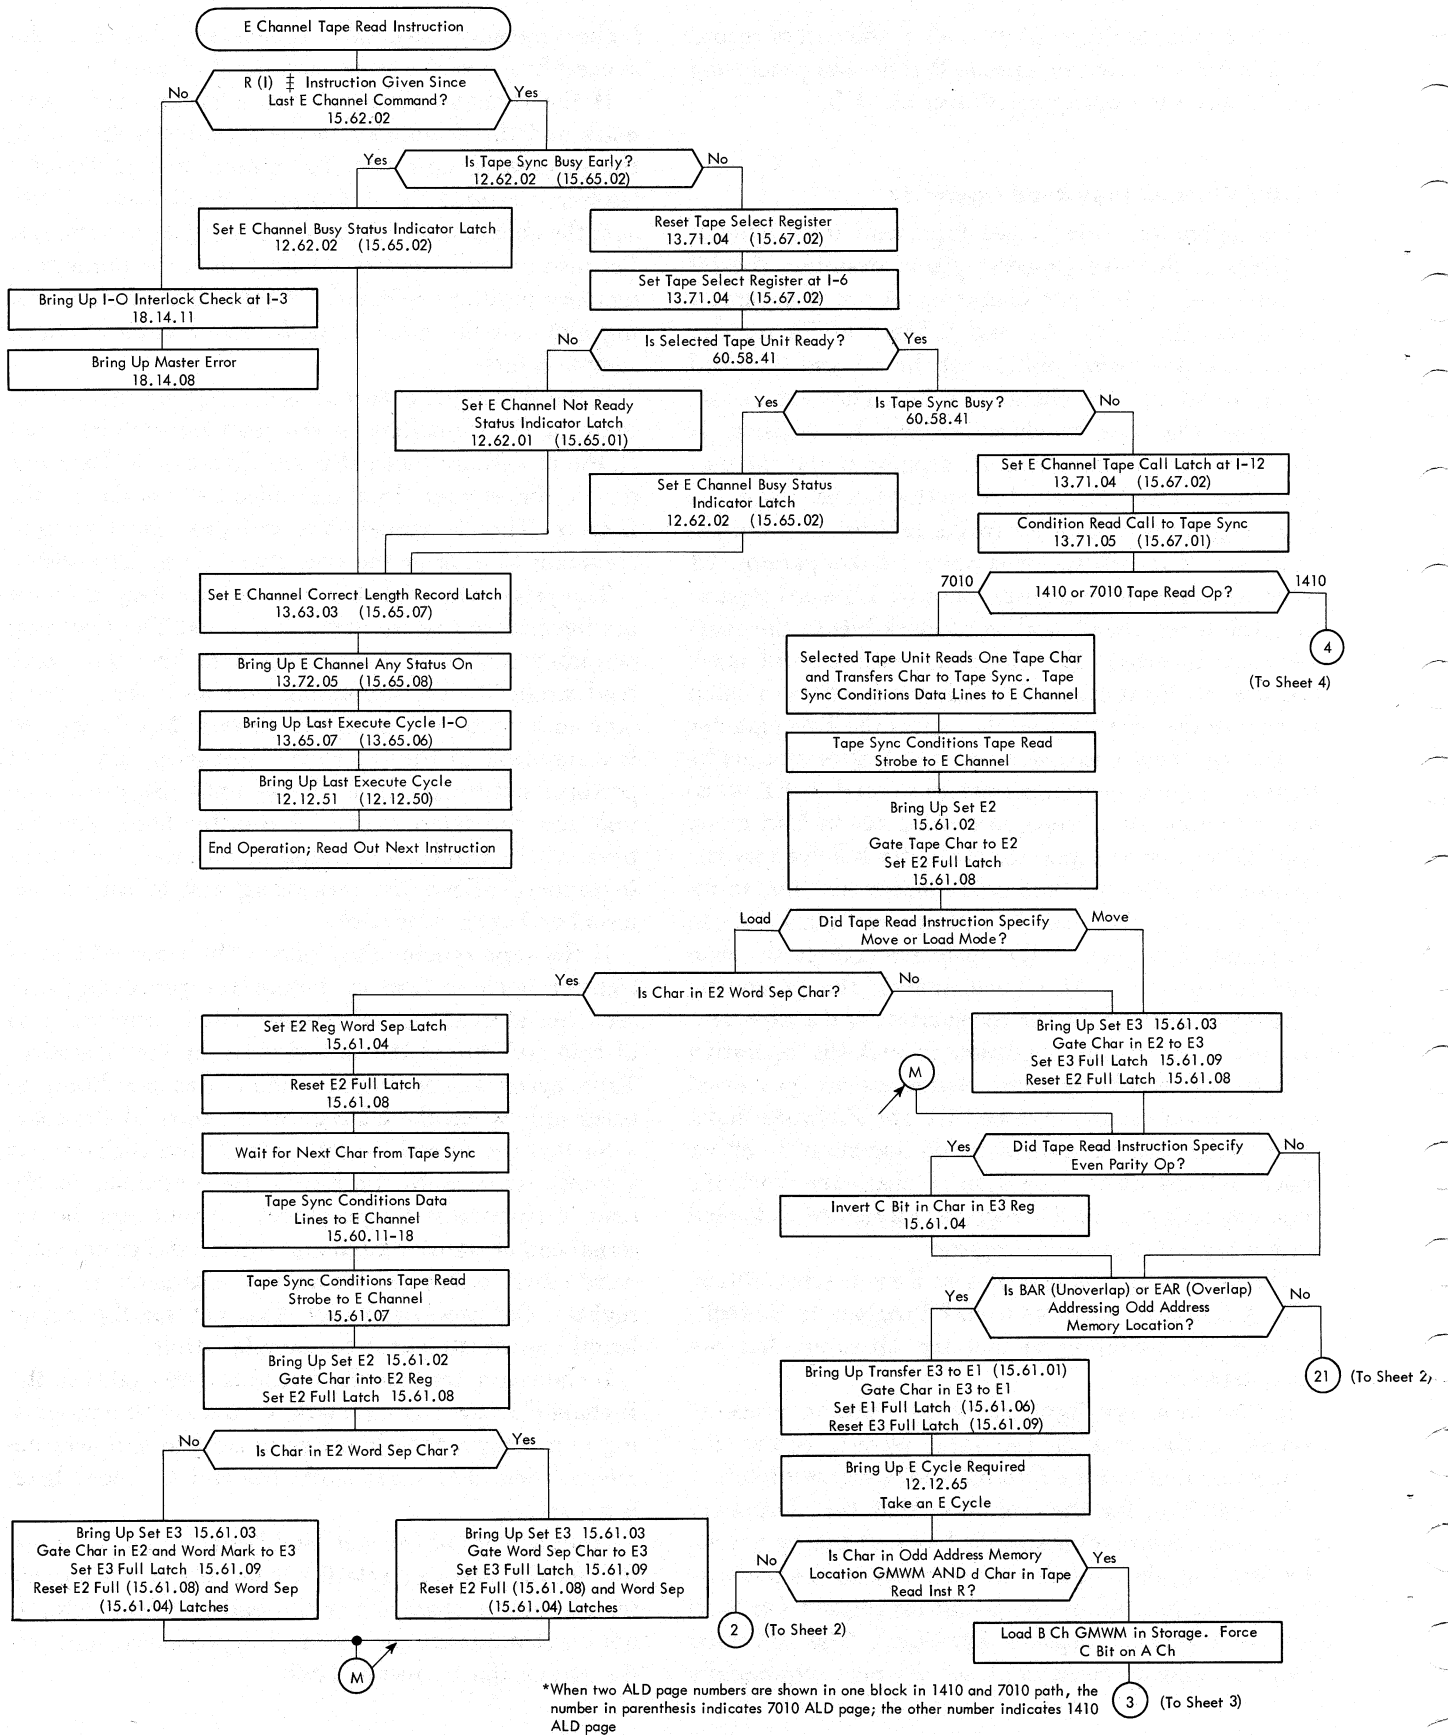 E Channel Tape Read Instruction
R (I) ‡ Instruction Given Since
Last E Channel Command?
15.62.02
No
Yes
Is Tape Sync Busy Early?
12.62.02 (15.65.02)
Yes
No
Set E Channel Busy Status Indicator Latch
12.62.02 (15.65.02)
Reset Tape Select Register
13.71.04 (15.67.02)
Set Tape Select Register at I-6
13.71.04 (15.67.02)
Bring Up I-O Interlock Check at I-3
18.14.11
Bring Up Master Error
18.14.08
No
Is Selected Tape Unit Ready?
60.58.41
Yes
Set E Channel Not Ready
Status Indicator Latch
12.62.01 (15.65.01)
Yes
Is Tape Sync Busy?
60.58.41
No
Set E Channel Tape Call Latch at I-12
13.71.04 (15.67.02)
Set E Channel Busy Status
Indicator Latch
12.62.02 (15.65.02)
Condition Read Call to Tape Sync
13.71.05 (15.67.01)
7010
1410 or 7010 Tape Read Op?
1410
4
(To Sheet 4)
Set E Channel Correct Length Record Latch
13.63.03 (15.65.07)
Bring Up E Channel Any Status On
13.72.05 (15.65.08)
Bring Up Last Execute Cycle I-O
13.65.07 (13.65.06)
Bring Up Last Execute Cycle
12.12.51 (12.12.50)
End Operation; Read Out Next Instruction
Selected Tape Unit Reads One Tape Char
and Transfers Char to Tape Sync. Tape
Sync Conditions Data Lines to E Channel
Tape Sync Conditions Tape Read
Strobe to E Channel
Bring Up Set E2
15.61.02
Gate Tape Char to E2
Set E2 Full Latch
15.61.08
Load
Did Tape Read Instruction Specify
Move or Load Mode?
Move
Yes
Is Char in E2 Word Sep Char?
No
Set E2 Reg Word Sep Latch
15.61.04
Reset E2 Full Latch
15.61.08
Wait for Next Char from Tape Sync
Tape Sync Conditions Data
Lines to E Channel
15.60.11-18
Tape Sync Conditions Tape Read
Strobe to E Channel
15.61.07
Bring Up Set E2 15.61.02
Gate Char into E2 Reg
Set E2 Full Latch 15.61.08
No
Is Char in E2 Word Sep Char?
Yes
Bring Up Set E3 15.61.03
Gate Char in E2 and Word Mark to E3
Set E3 Full Latch 15.61.09
Reset E2 Full (15.61.08) and Word Sep
(15.61.04) Latches
Bring Up Set E3 15.61.03
Gate Word Sep Char to E3
Set E3 Full Latch 15.61.09
Reset E2 Full (15.61.08) and Word Sep
(15.61.04) Latches
M
Bring Up Set E3 15.61.03
Gate Char in E2 to E3
Set E3 Full Latch 15.61.09
Reset E2 Full Latch 15.61.08
M
Yes
Did Tape Read Instruction Specify
Even Parity Op?
No
Invert C Bit in Char in E3 Reg
15.61.04
Yes
Is BAR (Unoverlap) or EAR (Overlap)
Addressing Odd Address
Memory Location?
No
21
(To Sheet 2,
Bring Up Transfer E3 to E1 (15.61.01)
Gate Char in E3 to E1
Set E1 Full Latch (15.61.06)
Reset E3 Full Latch (15.61.09)
Bring Up E Cycle Required
12.12.65
Take an E Cycle
No
Is Char in Odd Address Memory
Location GMWM AND d Char in Tape
Read Inst R?
Yes
2
(To Sheet 2)
Load B Ch GMWM in Storage. Force
C Bit on A Ch
3
(To Sheet 3)
*When two ALD page numbers are shown in one block in 1410 and 7010 path, the
number in parenthesis indicates 7010 ALD page; the other number indicates 1410
ALD page